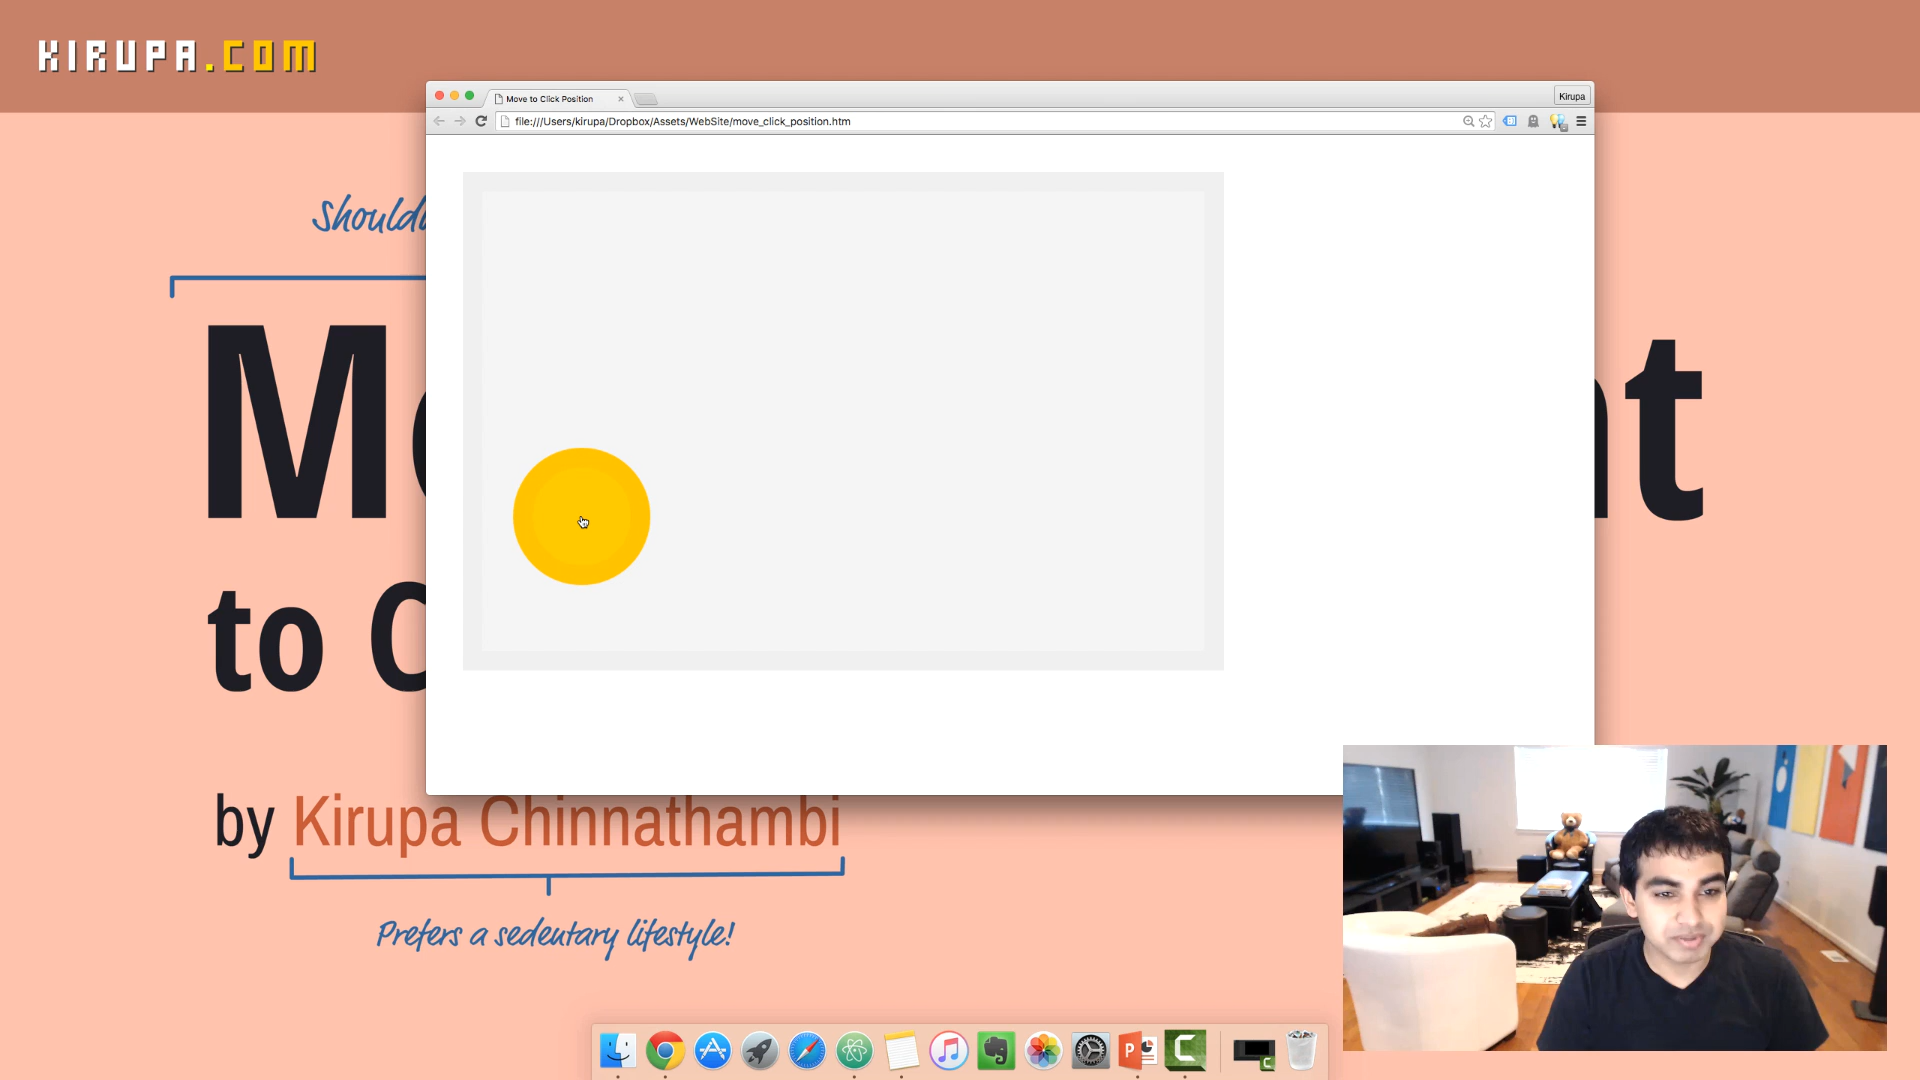 KIRUPA.COM
Move to Click Position
Kirupa
file:///Users/kirupa/Dropbox/Assets/WebSite/move_click_position.htm
to
by Kirupa Chinnathambi
Prefers a sedentary lifestyle!